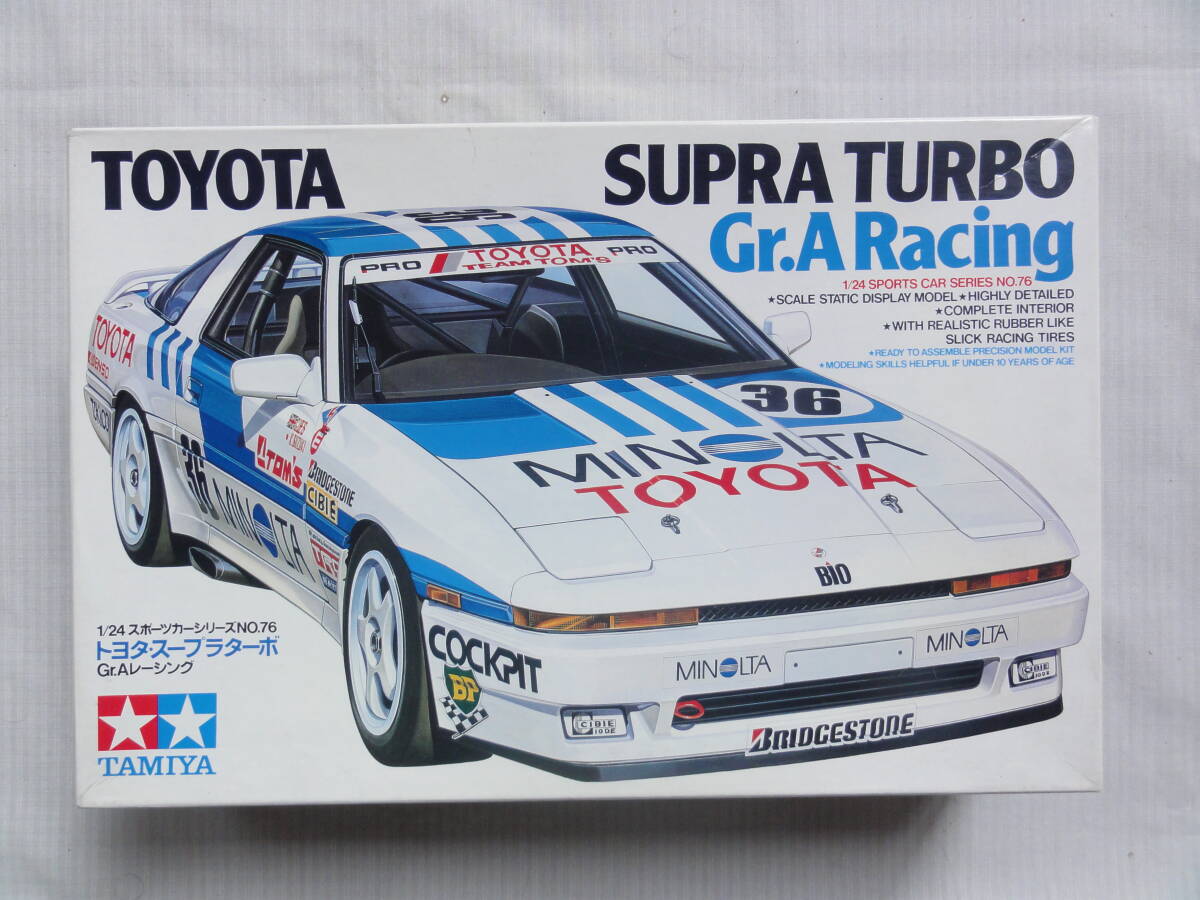 TOYOTA
SUPRA TURBO
Gr.A Racing
1/24 SPORTS CAR SERIES NO.76
★SCALE STATIC DISPLAY MODEL ★HIGHLY DETAILED
★COMPLETE INTERIOR
★WITH REALISTIC RUBBER LIKE
SLICK RACING TIRES
★READY TO ASSEMBLE PRECISION MODEL KIT
★MODELING SKILLS HELPFUL IF UNDER 10 YEARS OF AGE
36
PRO TOYOTA PRO
TEAM TOM'S
TOYOTA
TOKICO
36
MINOLTA
TOYOTA
TOM'S
BRIDGESTONE
CIBIE
36 MINOLTA
BIO
COCKPIT
BP
MINOLTA
MINOLTA
CIBIE
CIBIE
BRIDGESTONE
1/24 スポーツカーシリーズNO.76
トヨタ・スープラターボ
Gr.Aレーシング
TAMIYA